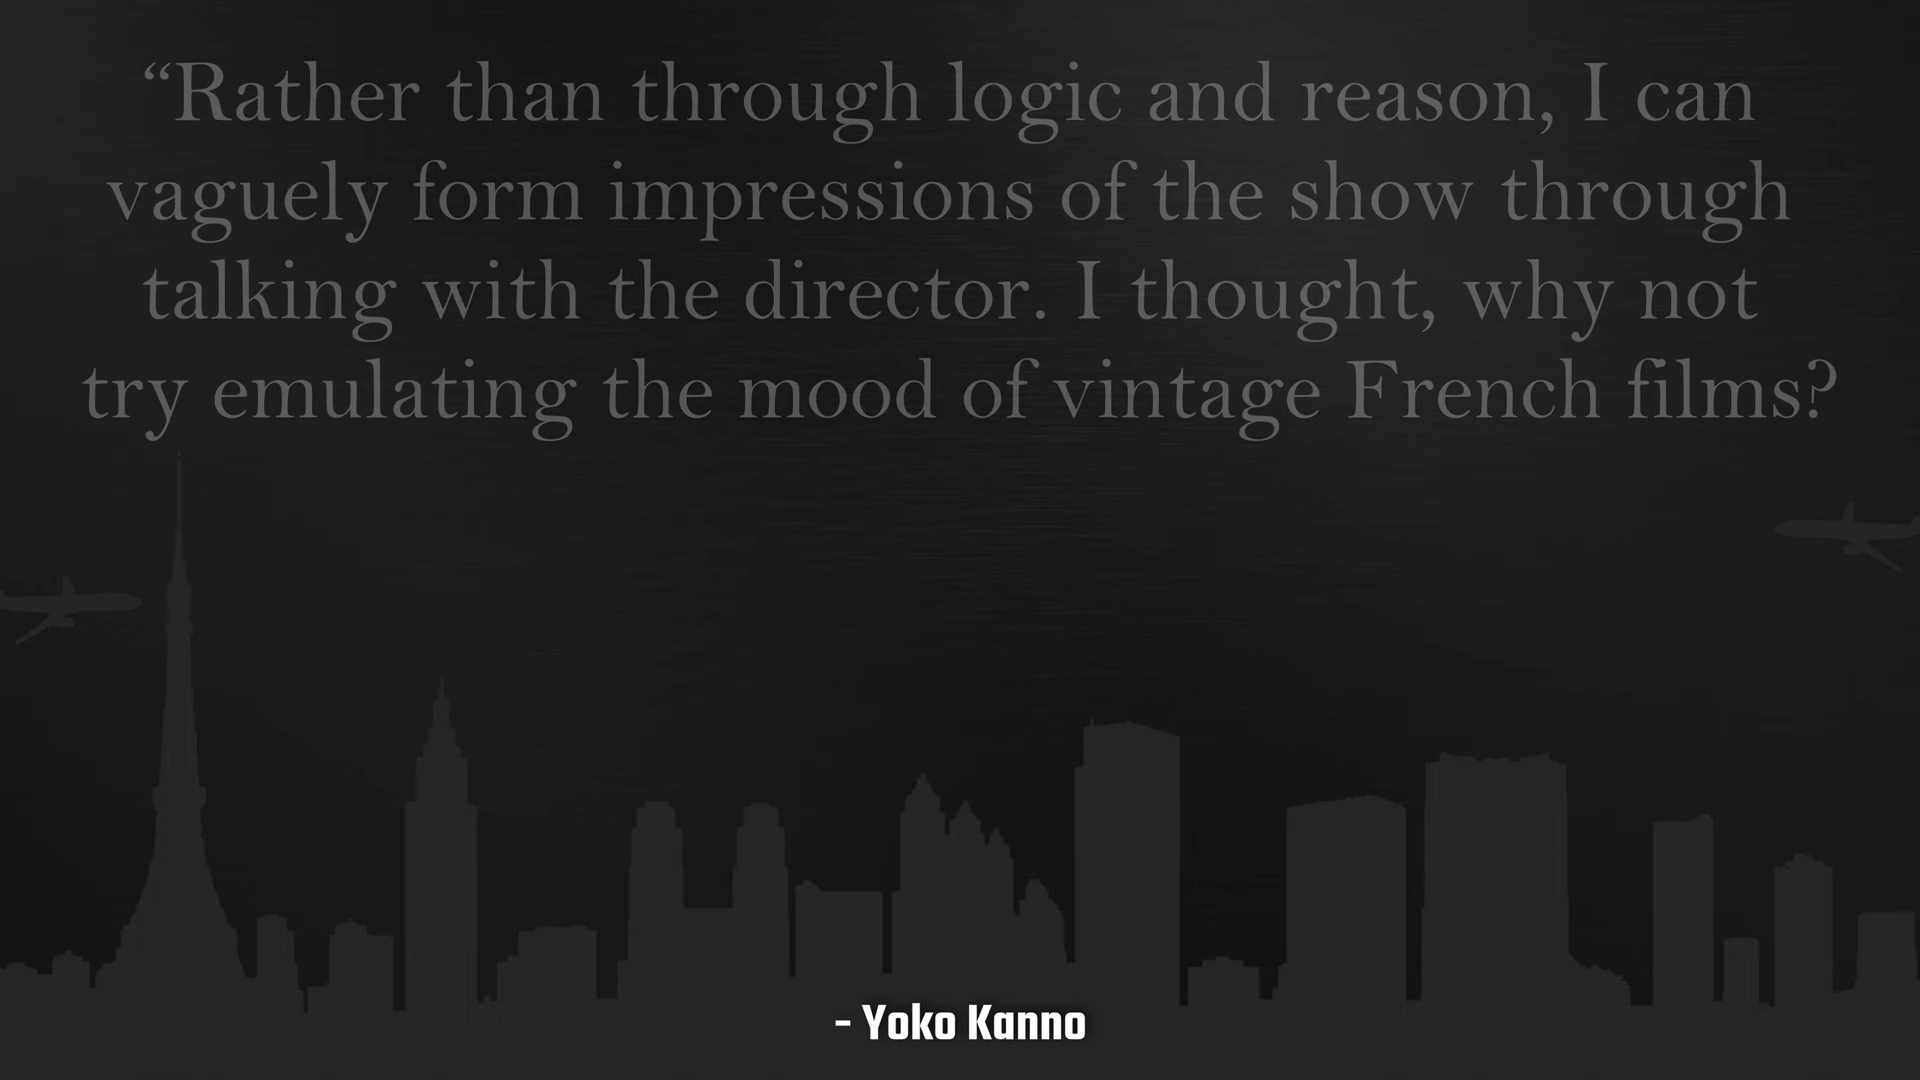 “Rather than through logic and reason, I can
vaguely form impressions of the show through
talking with the director. I thought, why not
try emulating the mood of vintage French films?
- Yoko Kanno